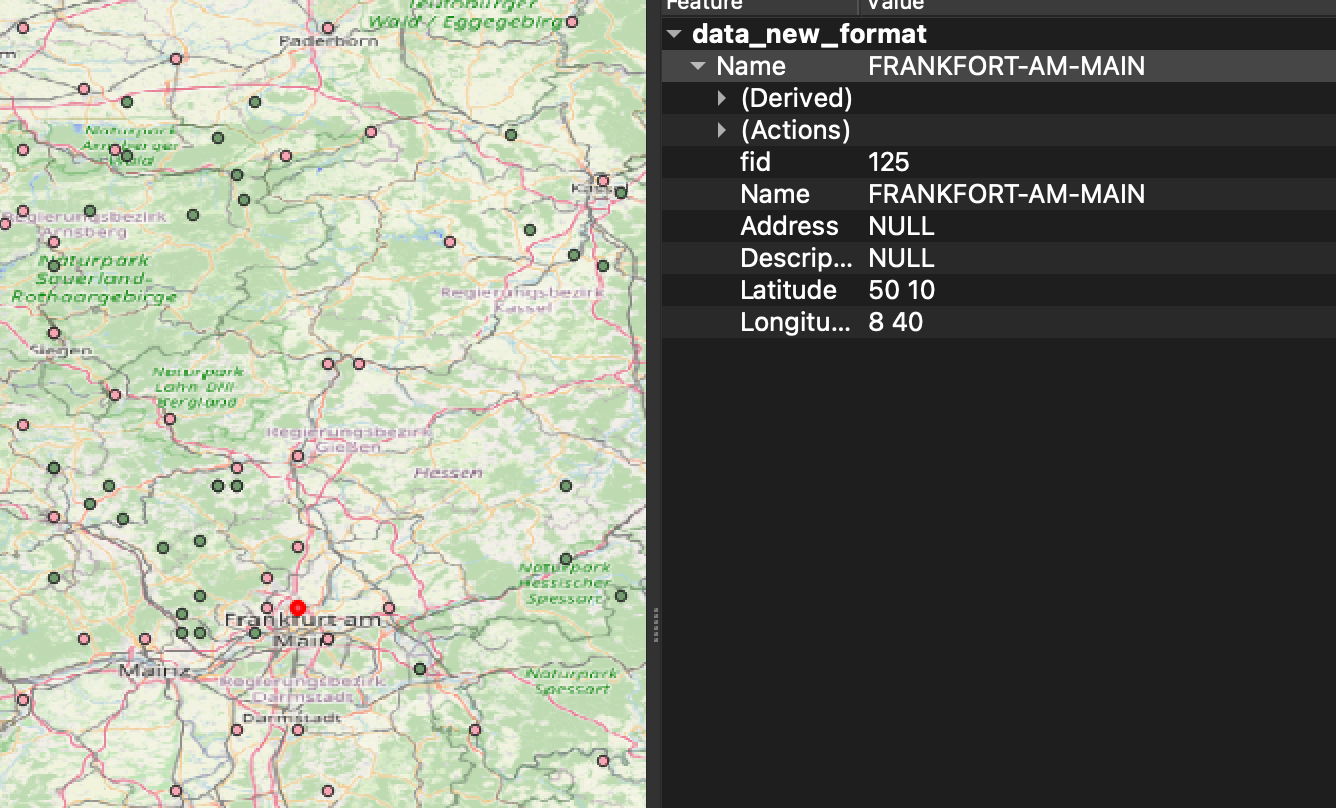 Teutoburger
Wald / Eggegebirge
Paderborn
m
Naturpark
Arnsberger
Wald
Kassel
Regierungsbezirk
Arnsberg
Naturpark
Sauerland-
Rothaargebirge
Regierungsbezirk
Kassel
Siegen
Naturpark
Lahn Dill
Bergland
Regierungsbezirk
Gießen
Hessen
Naturpark
Hessischer
Spessart
Frankfurt am
Main
Mainz
Regierungsbezirk
Darmstadt
Naturpark
Spessart
Darmstadt
Feature Value
data_new_format
Name FRANKFORT-AM-MAIN
(Derived)
(Actions)
fid 125
Name FRANKFORT-AM-MAIN
Address NULL
Descrip... NULL
Latitude 50 10
Longitu... 8 40